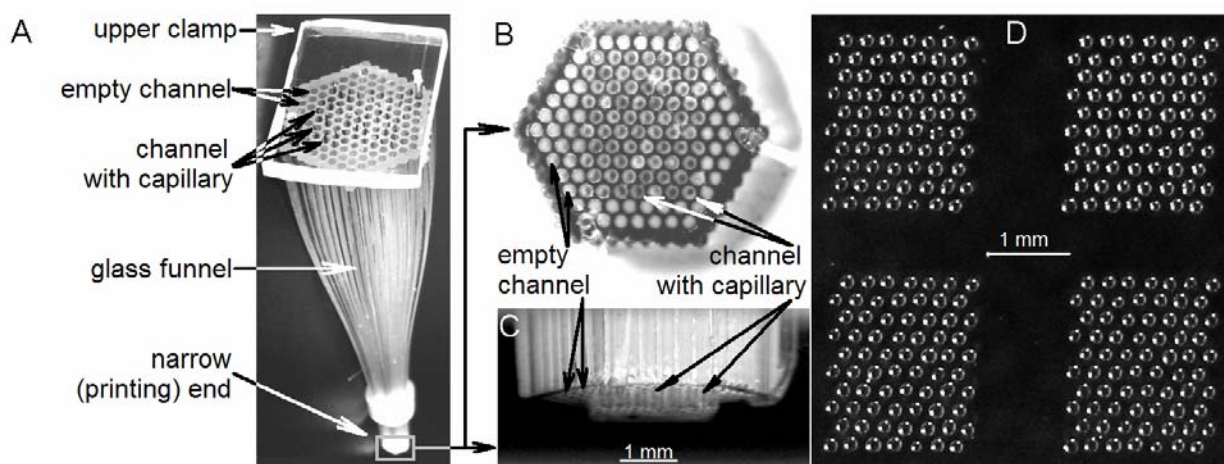 A
upper clamp
empty channel
channel
with capillary
glass funnel
narrow
(printing) end
B
empty
channel
channel
with capillary
C
1 mm
D
1 mm